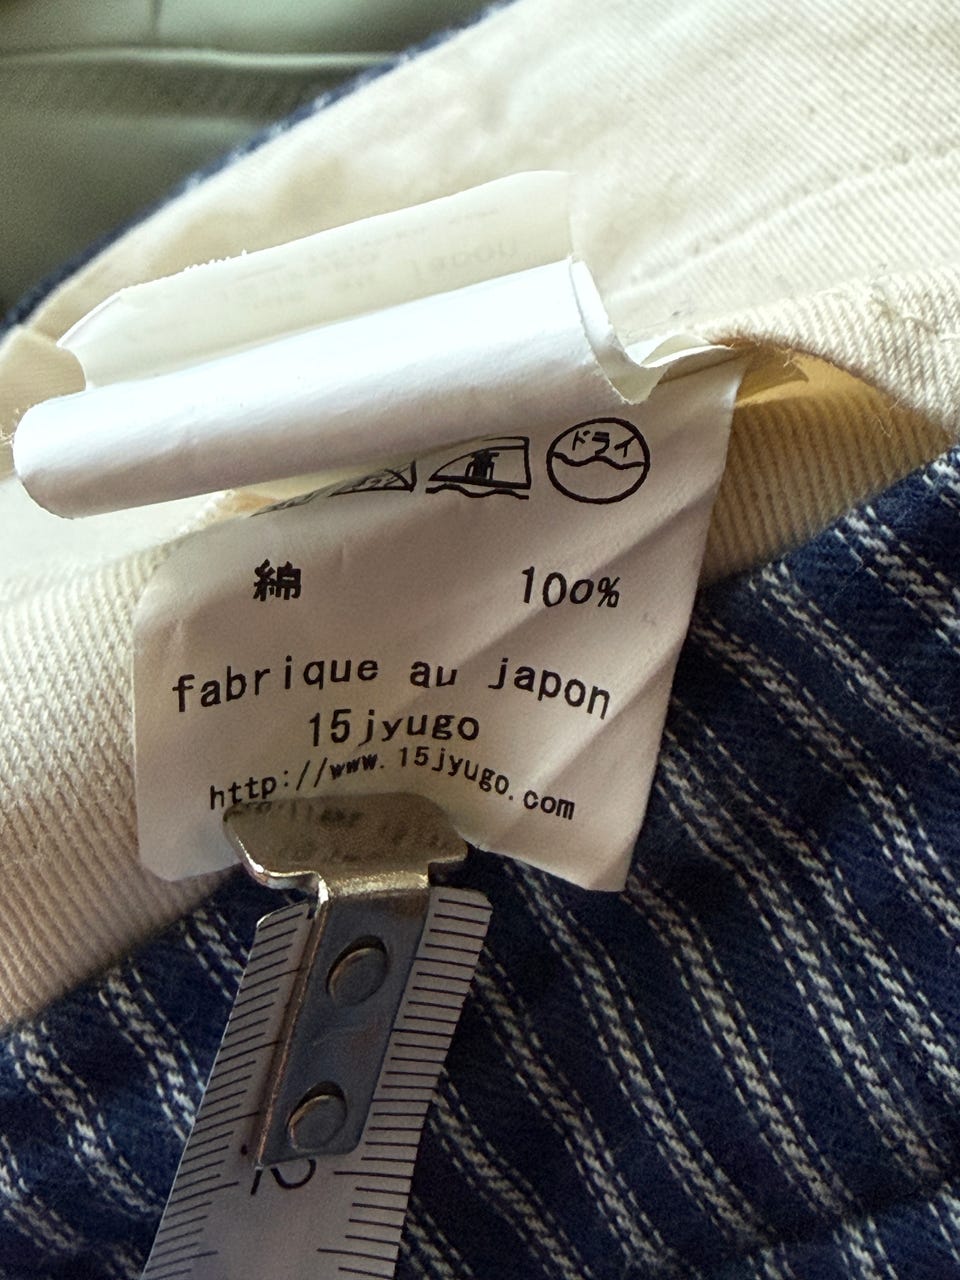 ドライ
綿 100%
fabrique au japon
15jyugo
http://www.15jyugo.com